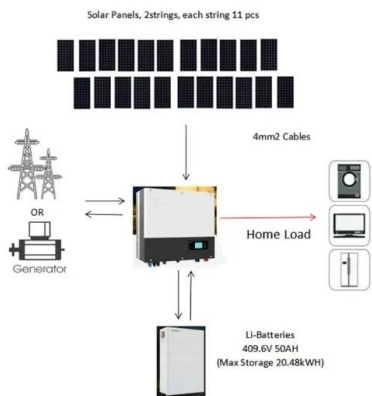 Solar Panels, 2strings, each string 11 pcs
4mm2 Cables
OR
Generator
Home Load
Li-Batteries
409.6V 50AH
(Max Storage 20.48kWH)